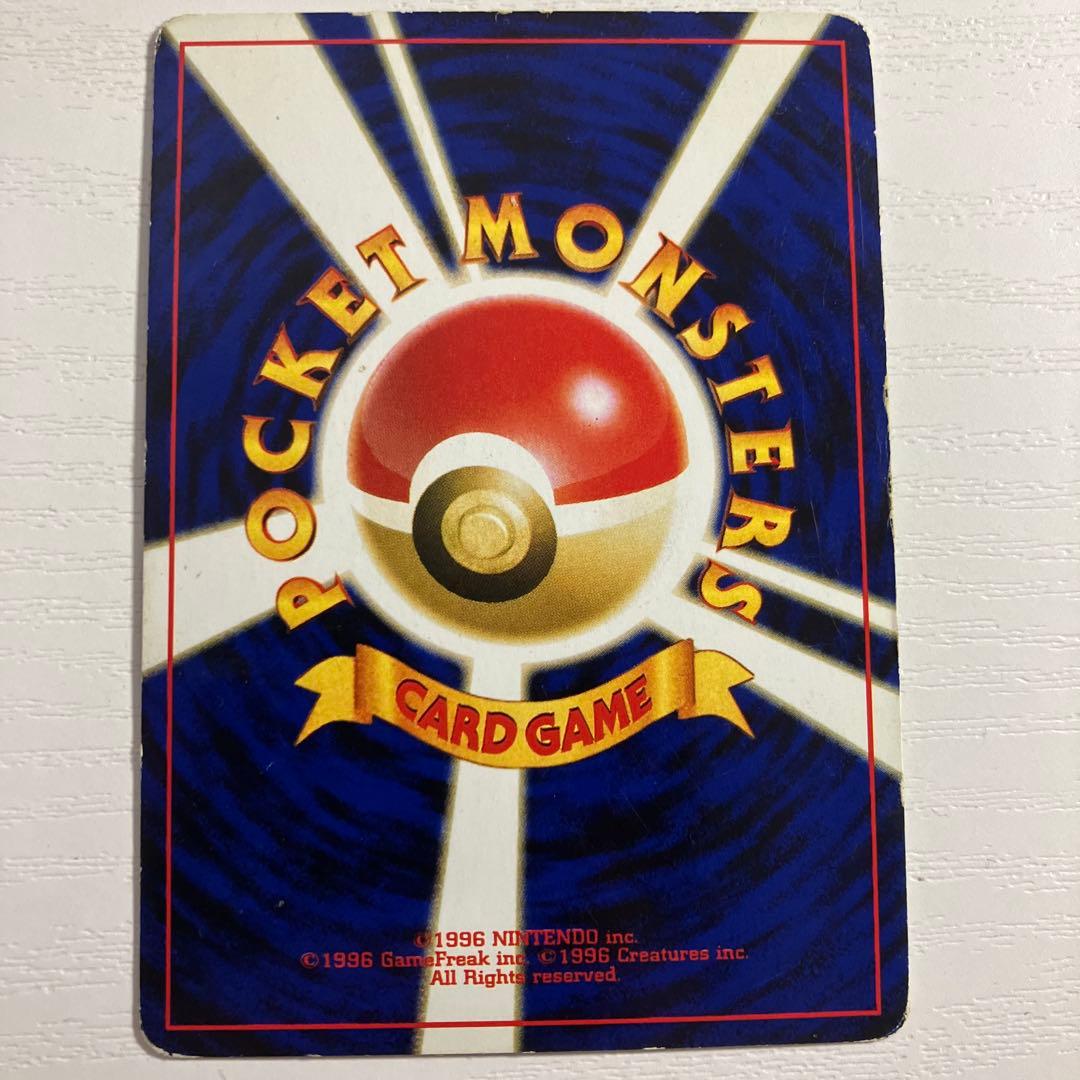 POCKET MONSTERS
CARD GAME
©1996 NINTENDO inc.
©1996 GameFreak inc. ©1996 Creatures inc.
All Rights reserved.